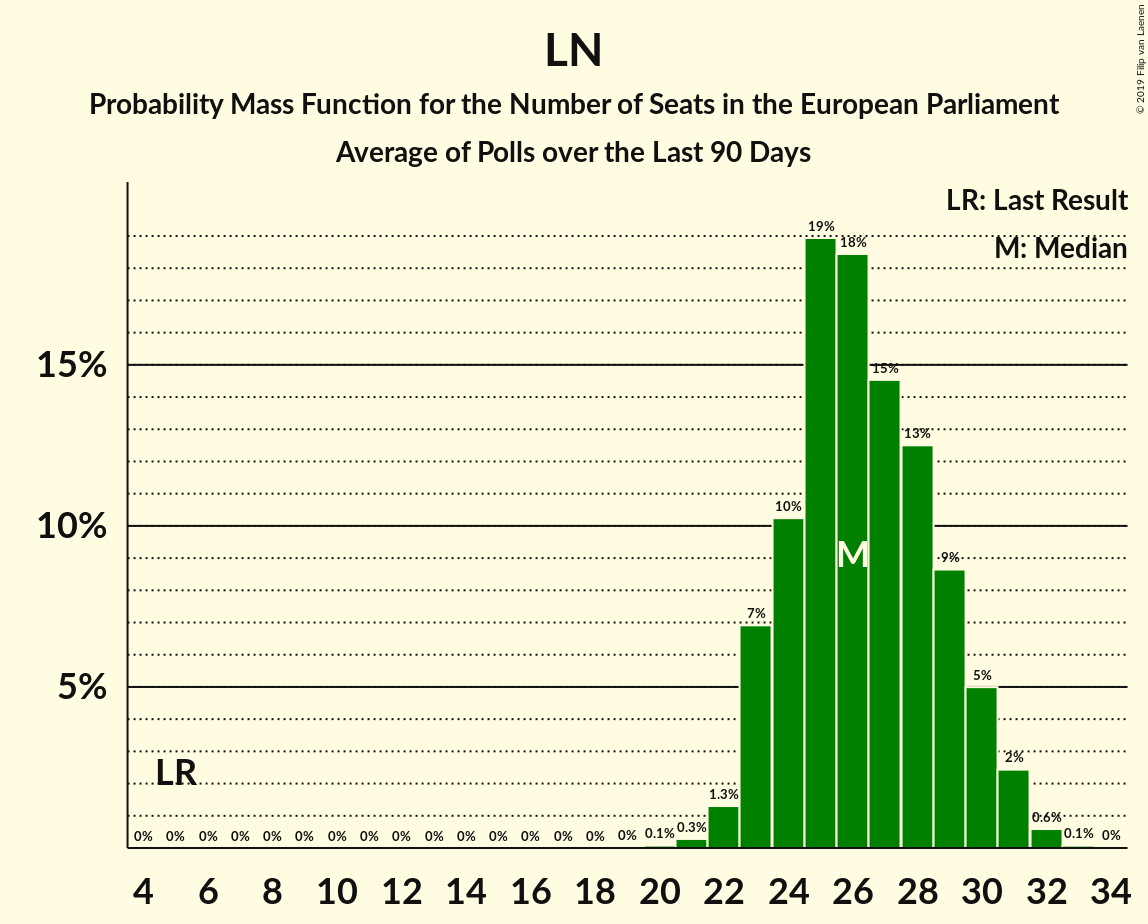 LN
Probability Mass Function for the Number of Seats in the European Parliament
Average of Polls over the Last 90 Days
© 2019 Filip van Laenen
LR: Last Result
M: Median
15%
10%
5%
0% 0% 0% 0% 0% 0% 0% 0% 0% 0% 0% 0% 0% 0% 0% 0% 0.1% 0.3% 1.3% 7% 10% 19% 18% 15% 13% 9% 5% 2% 0.6% 0.1% 0%
LR
M
4 6 8 10 12 14 16 18 20 22 24 26 28 30 32 34